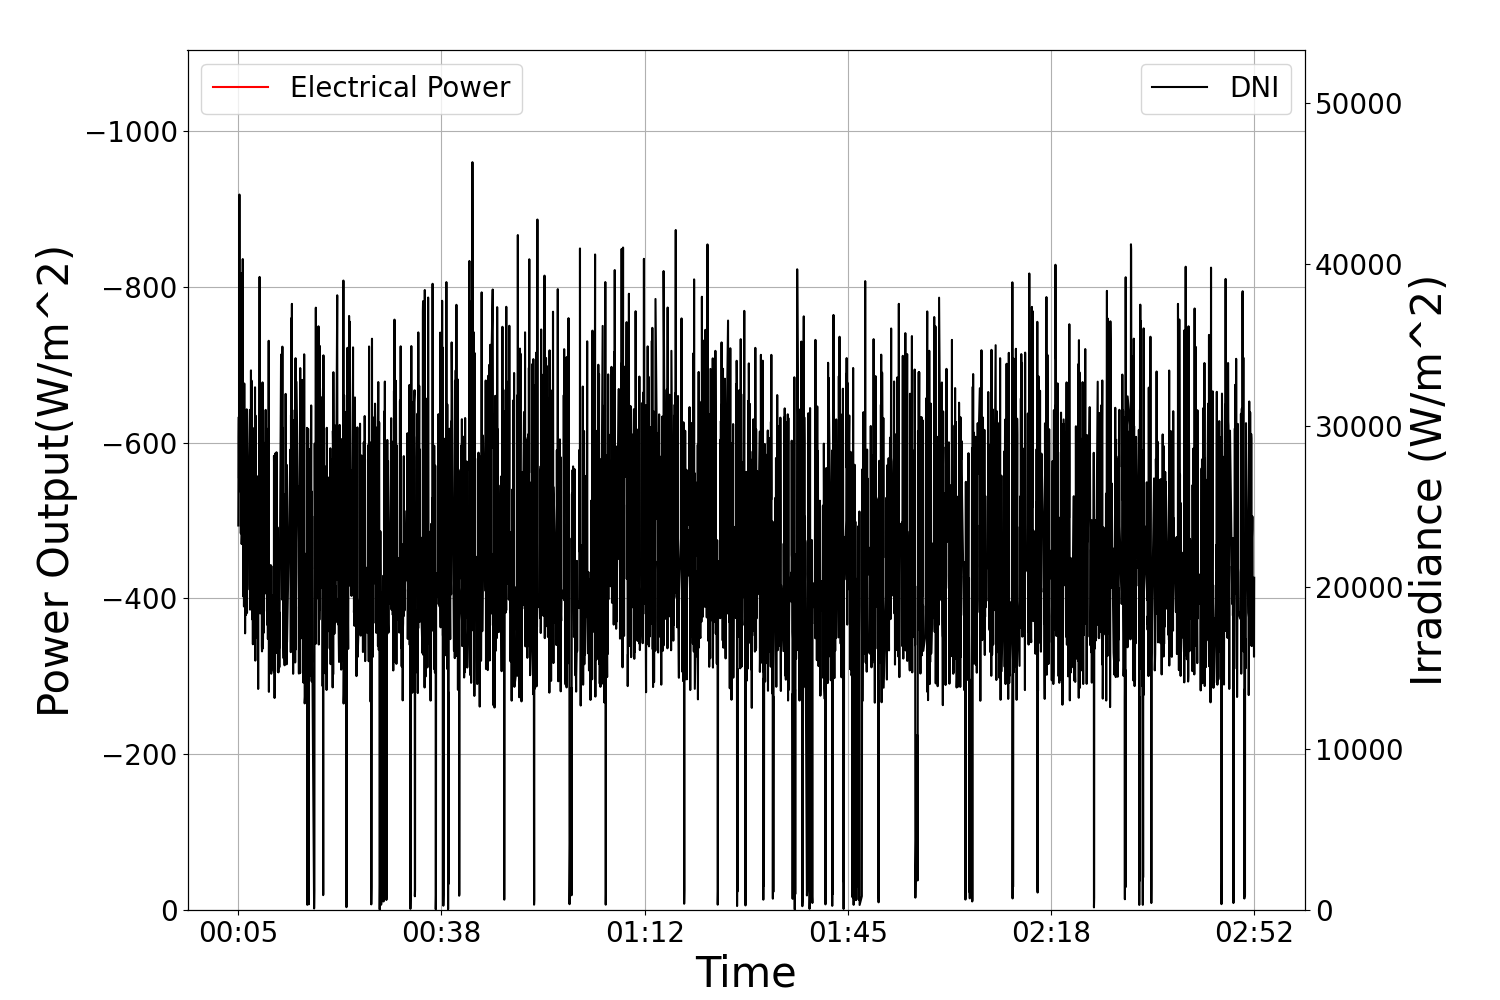 Electrical Power
DNI
−1000
−800
−600
−400
−200
0
50000
40000
30000
20000
10000
0
Power Output(W/m^2)
Irradiance (W/m^2)
00:05 00:38 01:12 01:45 02:18 02:52
Time